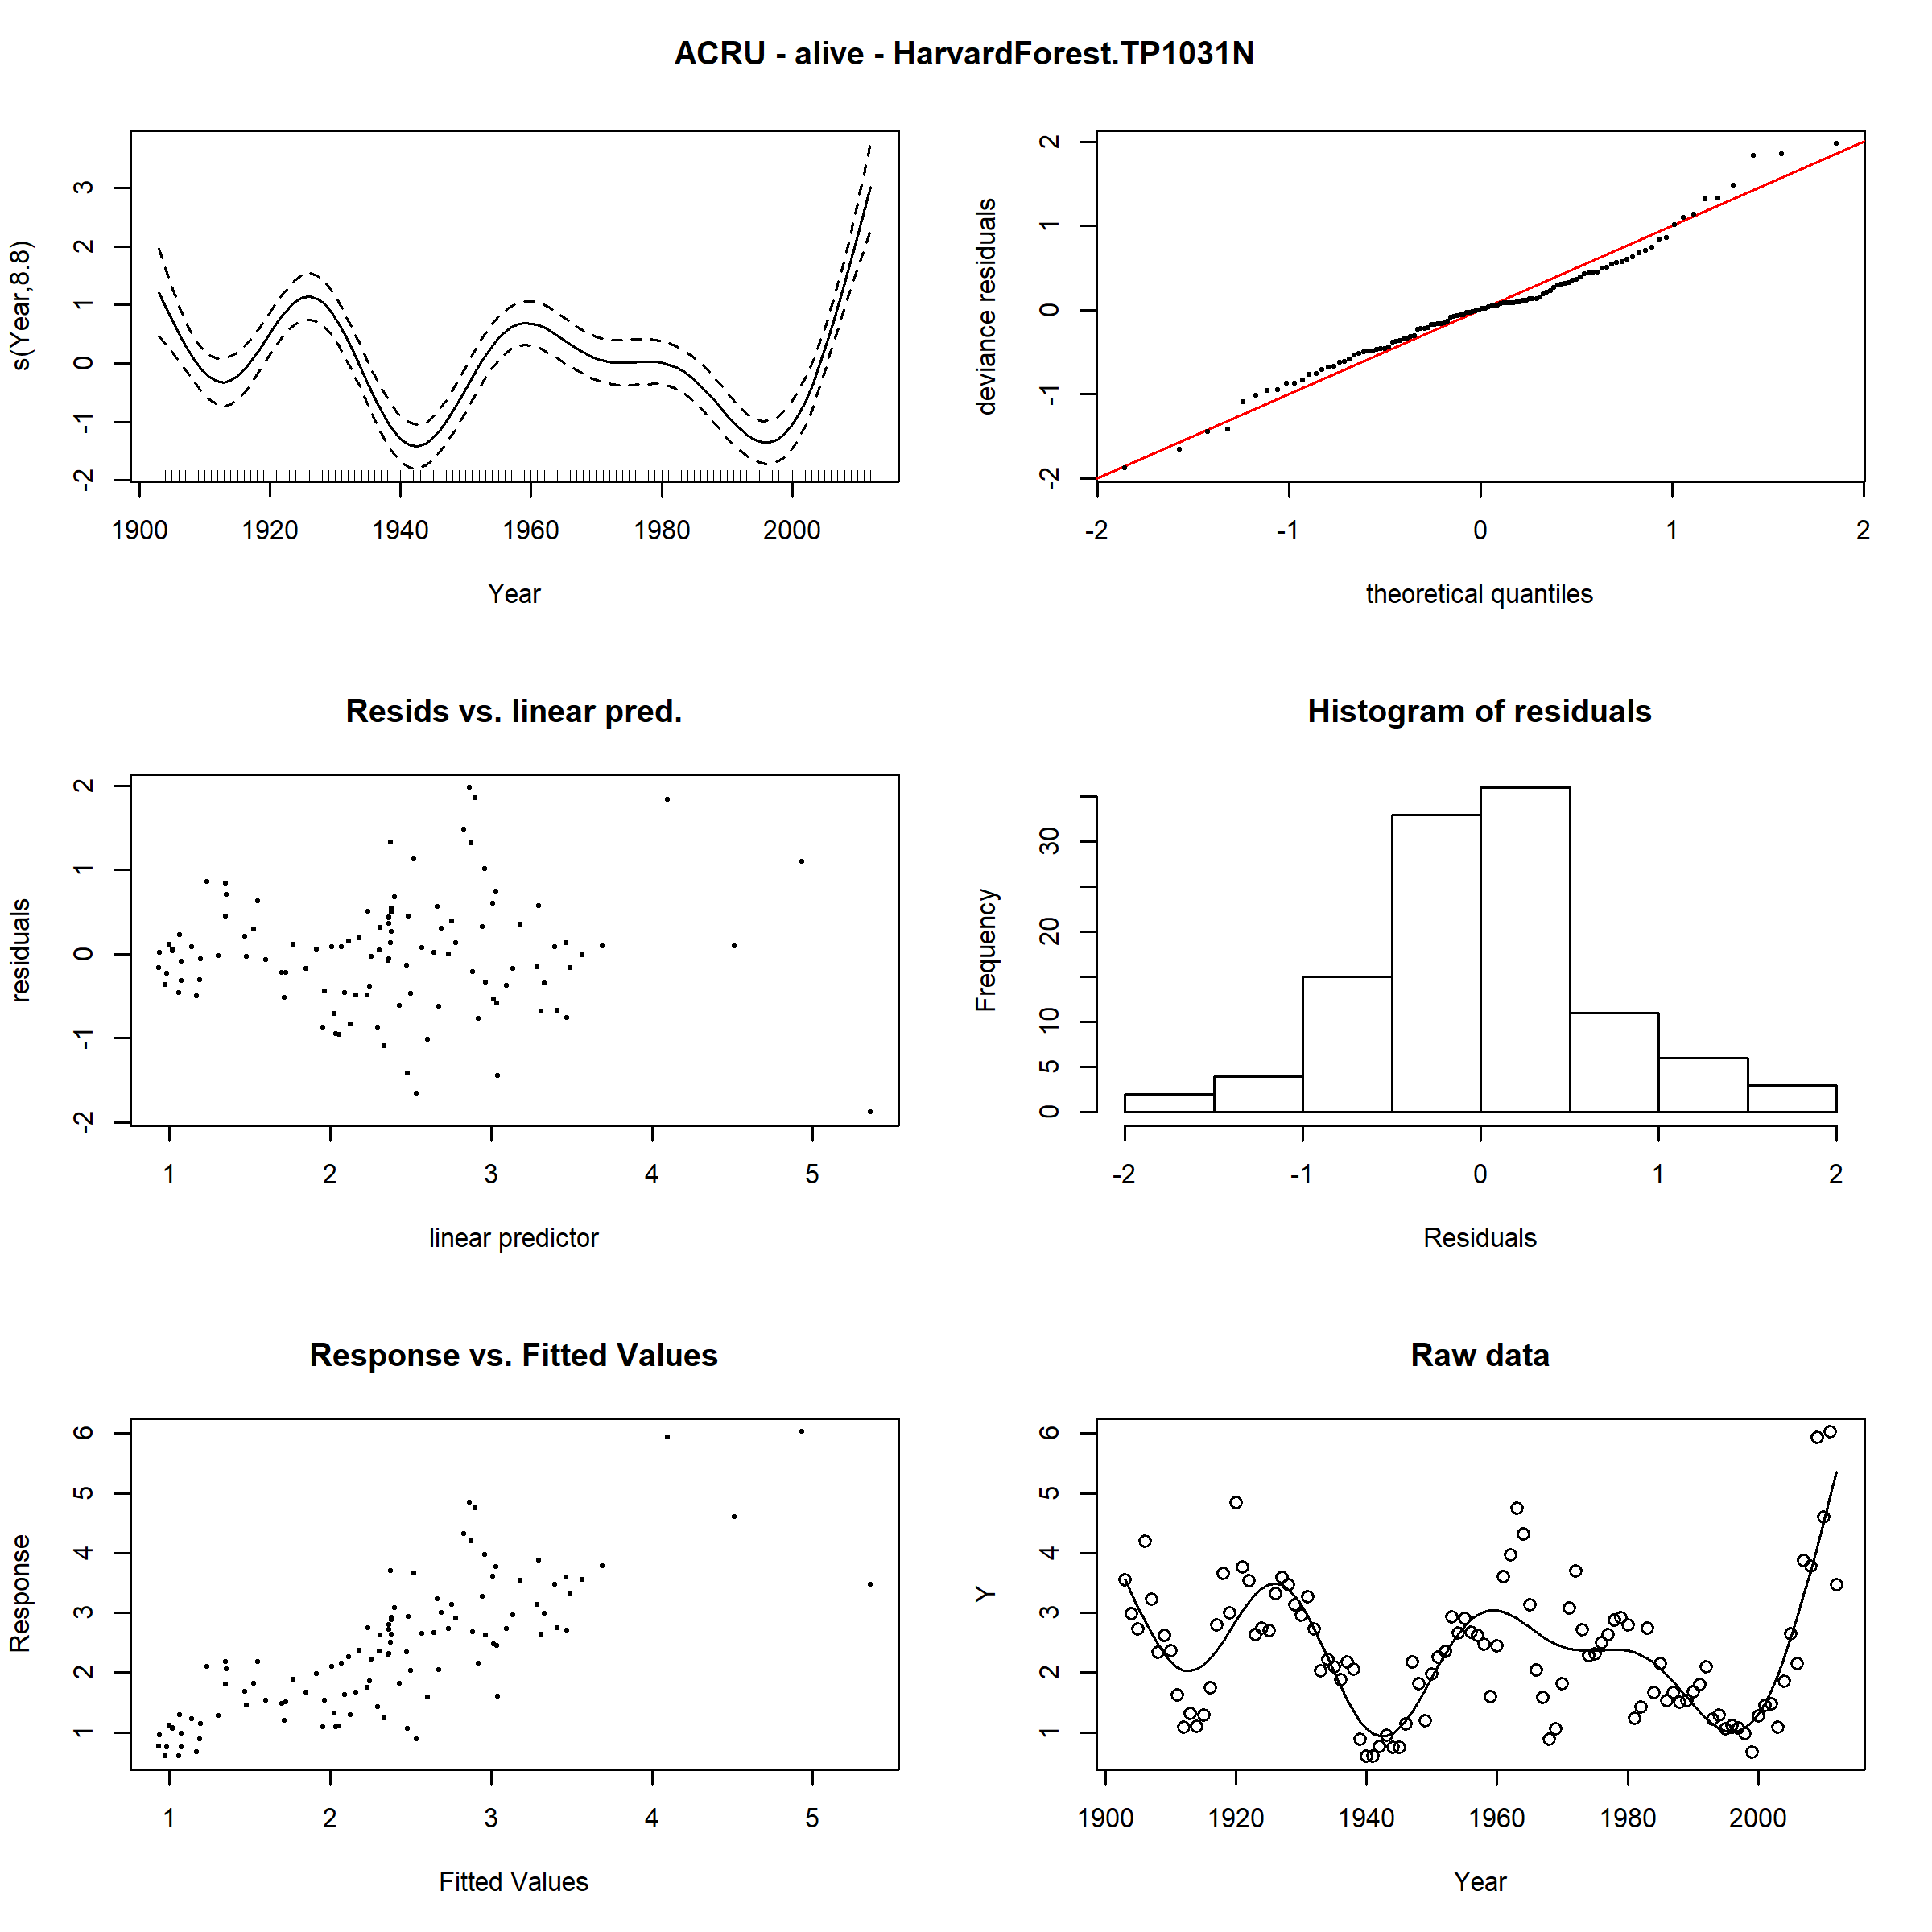 ACRU - alive - HarvardForest.TP1031N
s(Year,8.8)
3
2
1
0
-1
-2
1900 1920 1940 1960 1980 2000
Year
deviance residuals
2
1
0
-1
-2
-2 -1 0 1 2
theoretical quantiles
Resids vs. linear pred.
residuals
2
1
0
-1
-2
1 2 3 4 5
linear predictor
Histogram of residuals
Frequency
30
20
10
5
0
-2 -1 0 1 2
Residuals
Response vs. Fitted Values
Response
6
5
4
3
2
1
1 2 3 4 5
Fitted Values
Raw data
Y
6
5
4
3
2
1
1900 1920 1940 1960 1980 2000
Year